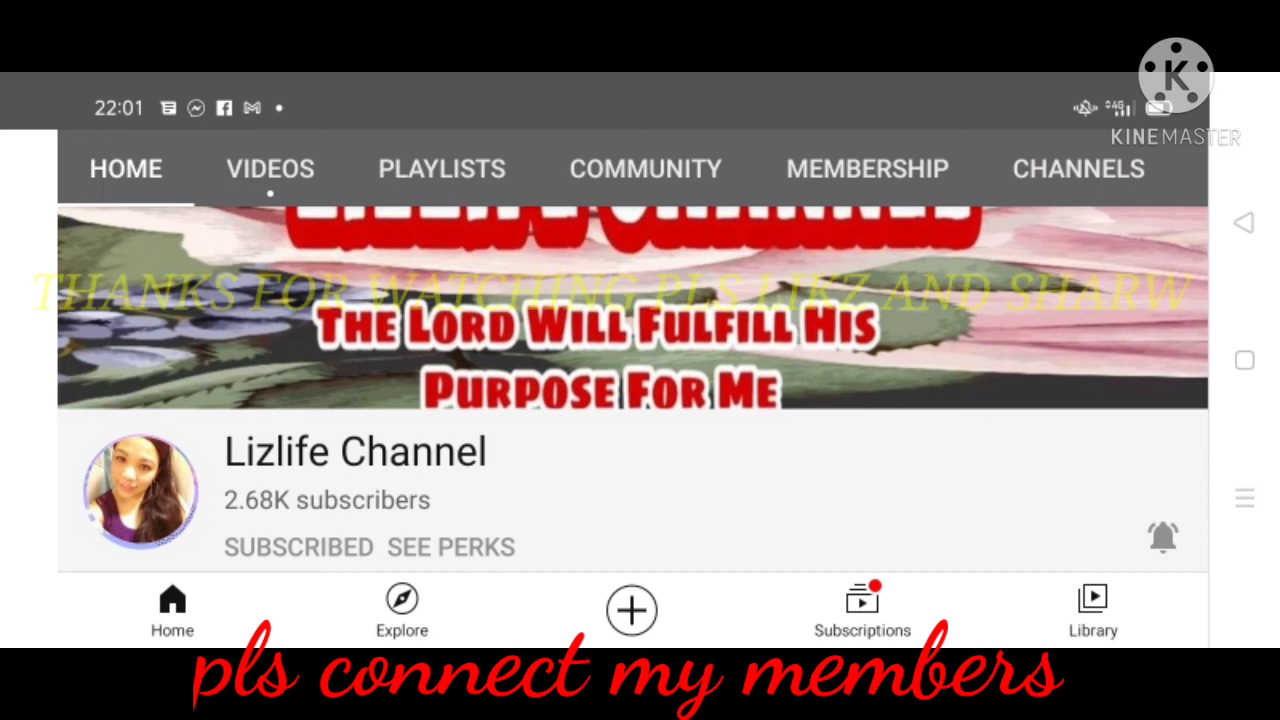 22:01
4G
K
KINEMASTER
HOME VIDEOS PLAYLISTS COMMUNITY MEMBERSHIP CHANNELS
THANKS FOR WATCHING PLS LIKZ AND SHARW
THE LORD WILL FULFILL HIS
PURPOSE FOR ME
Lizlife Channel
2.68K subscribers
SUBSCRIBED SEE PERKS
Home Explore Subscriptions Library
pls connect my members